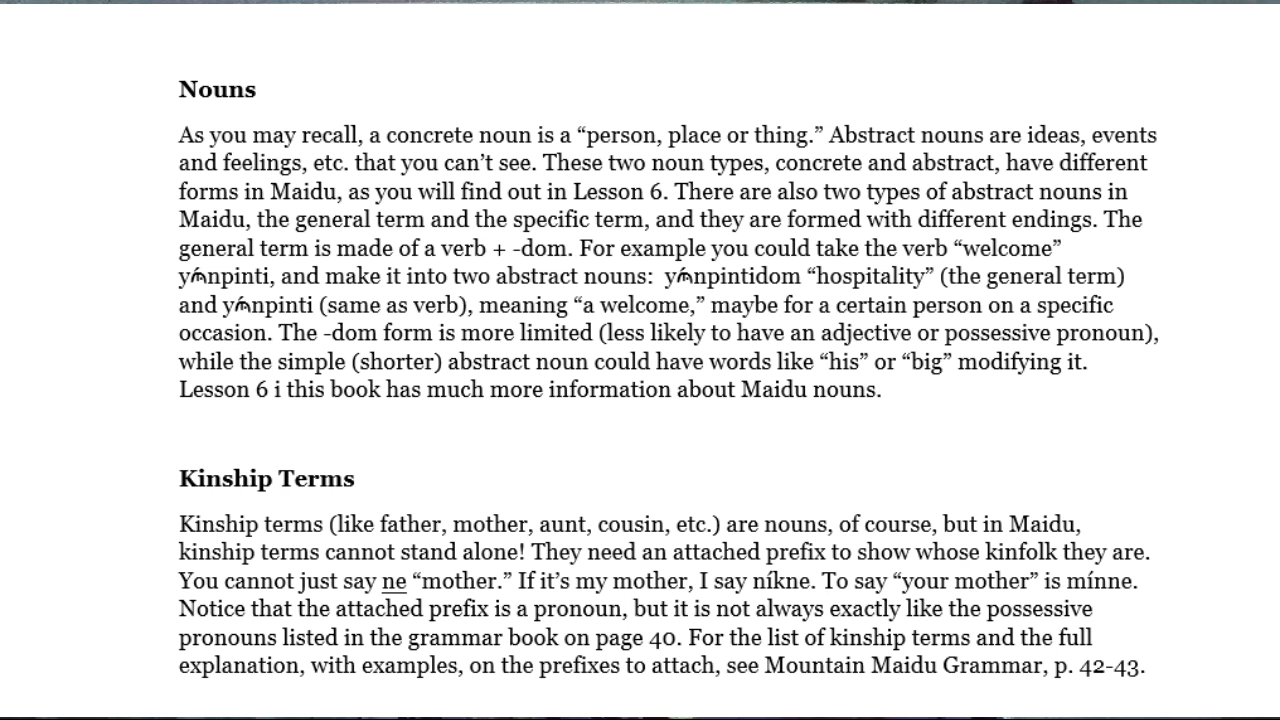 Nouns
As you may recall, a concrete noun is a “person, place or thing.” Abstract nouns are ideas, events
and feelings, etc. that you can’t see. These two noun types, concrete and abstract, have different
forms in Maidu, as you will find out in Lesson 6. There are also two types of abstract nouns in
Maidu, the general term and the specific term, and they are formed with different endings. The
general term is made of a verb + -dom. For example you could take the verb “welcome”
yḿnpinti, and make it into two abstract nouns:  yḿnpintidom “hospitality” (the general term)
and yḿnpinti (same as verb), meaning “a welcome,” maybe for a certain person on a specific
occasion. The -dom form is more limited (less likely to have an adjective or possessive pronoun),
while the simple (shorter) abstract noun could have words like “his” or “big” modifying it.
Lesson 6 i this book has much more information about Maidu nouns.
Kinship Terms
Kinship terms (like father, mother, aunt, cousin, etc.) are nouns, of course, but in Maidu,
kinship terms cannot stand alone! They need an attached prefix to show whose kinfolk they are.
You cannot just say ne “mother.” If it’s my mother, I say níkne. To say “your mother” is mínne.
Notice that the attached prefix is a pronoun, but it is not always exactly like the possessive
pronouns listed in the grammar book on page 40. For the list of kinship terms and the full
explanation, with examples, on the prefixes to attach, see Mountain Maidu Grammar, p. 42-43.